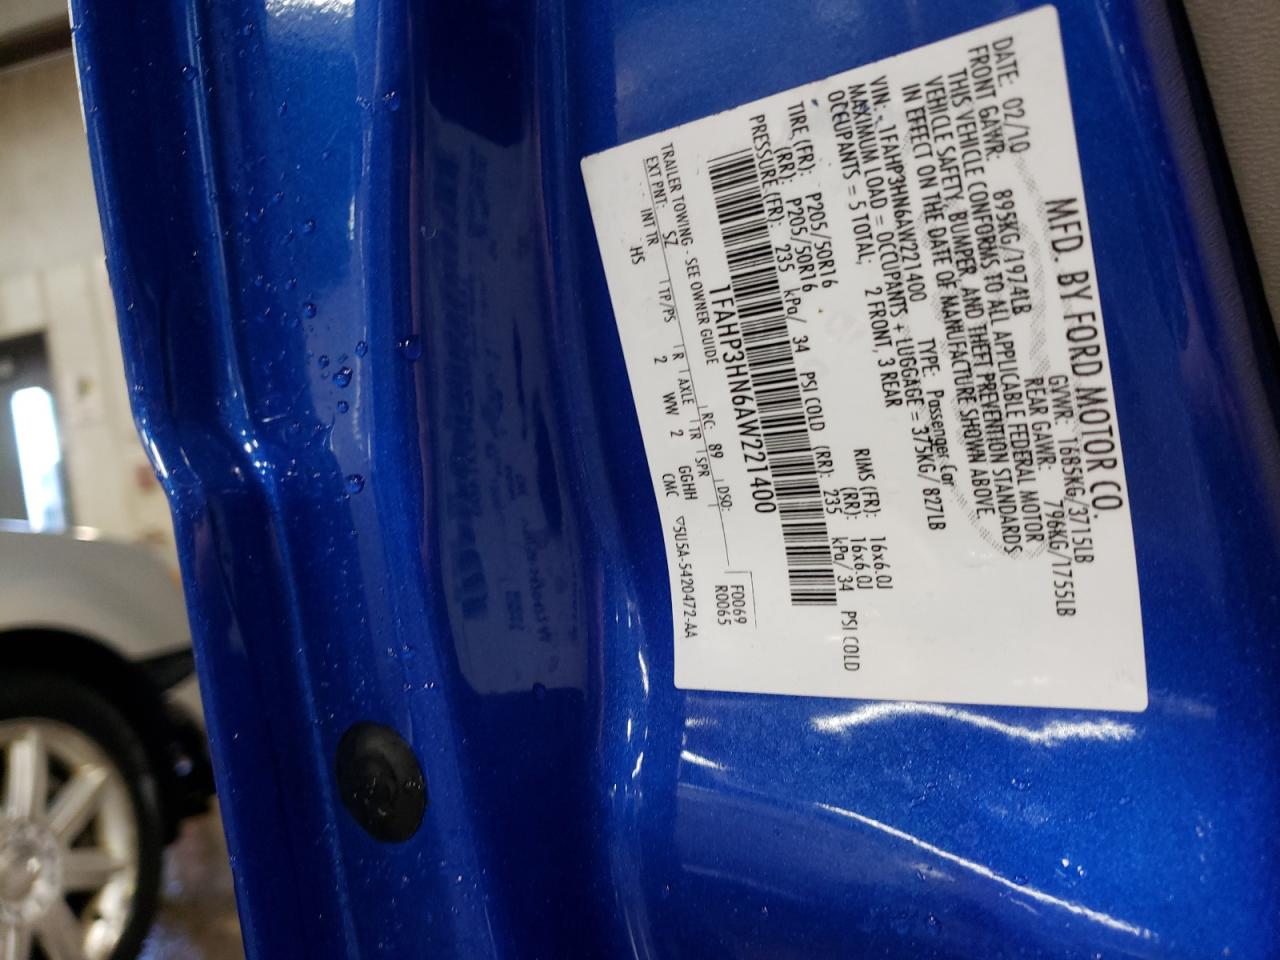 MFD. BY FORD MOTOR CO.
DATE: 02/10 GVWR: 1685KG/3715LB
FRONT GAWR: 895KG/1974LB REAR GAWR: 796KG/1755LB
THIS VEHICLE CONFORMS TO ALL APPLICABLE FEDERAL MOTOR
VEHICLE SAFETY, BUMPER, AND THEFT PREVENTION STANDARDS
IN EFFECT ON THE DATE OF MANUFACTURE SHOWN ABOVE
VIN: 1FAHP3HN6AW221400 TYPE: Passenger Car
MAXIMUM LOAD = OCCUPANTS + LUGGAGE = 375KG/ 827LB
OCCUPANTS = 5 TOTAL; 2 FRONT, 3 REAR
TIRE,(FR): P205/50R16 RIMS (FR): 16x6.0J
(RR): P205/50R16 (RR): 16x6.0J
PRESSURE,(FR): 235 kPa/ 34 PSI COLD (RR): 235 kPa/ 34 PSI COLD
1FAHP3HN6AW221400
F0069
R0065
TRAILER TOWING - SEE OWNER GUIDE RC: 89 DSO:
EXT PNT: SZ
INT TR TP/PS R AXLE TR SPR
HS 2 WW 2 GGHH CMC
▽5U5A-5420472-AA